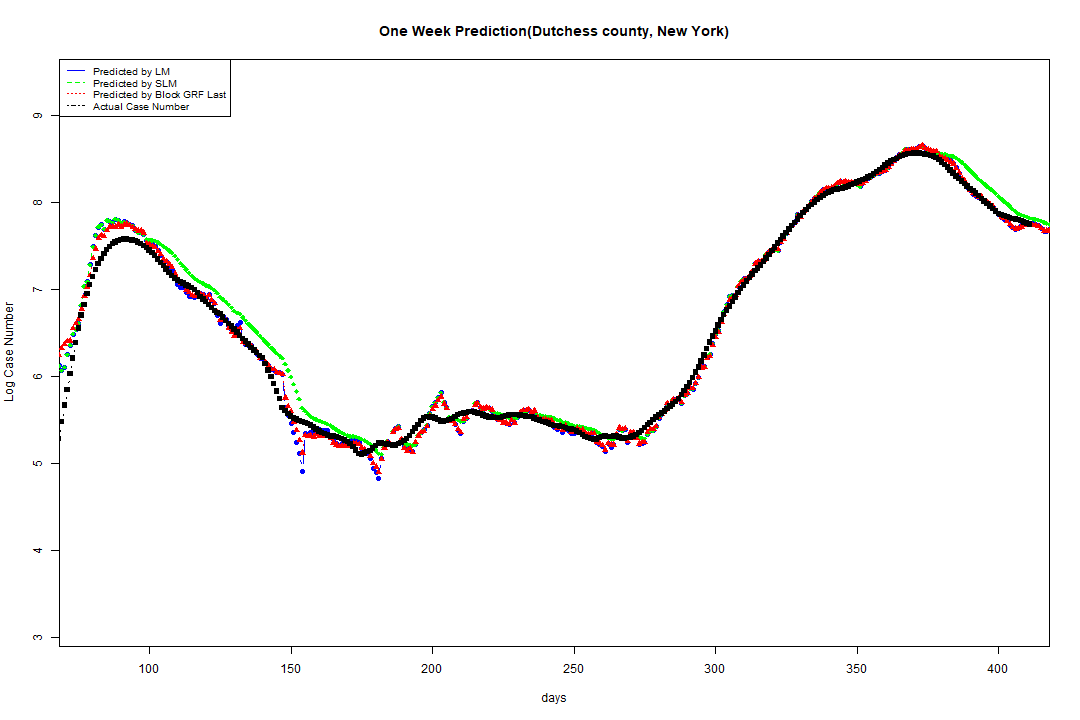 One Week Prediction(Dutchess county, New York)
Predicted by LM
Predicted by SLM
Predicted by Block GRF Last
Actual Case Number
9
8
7
6
5
4
3
Log Case Number
100 150 200 250 300 350 400
days